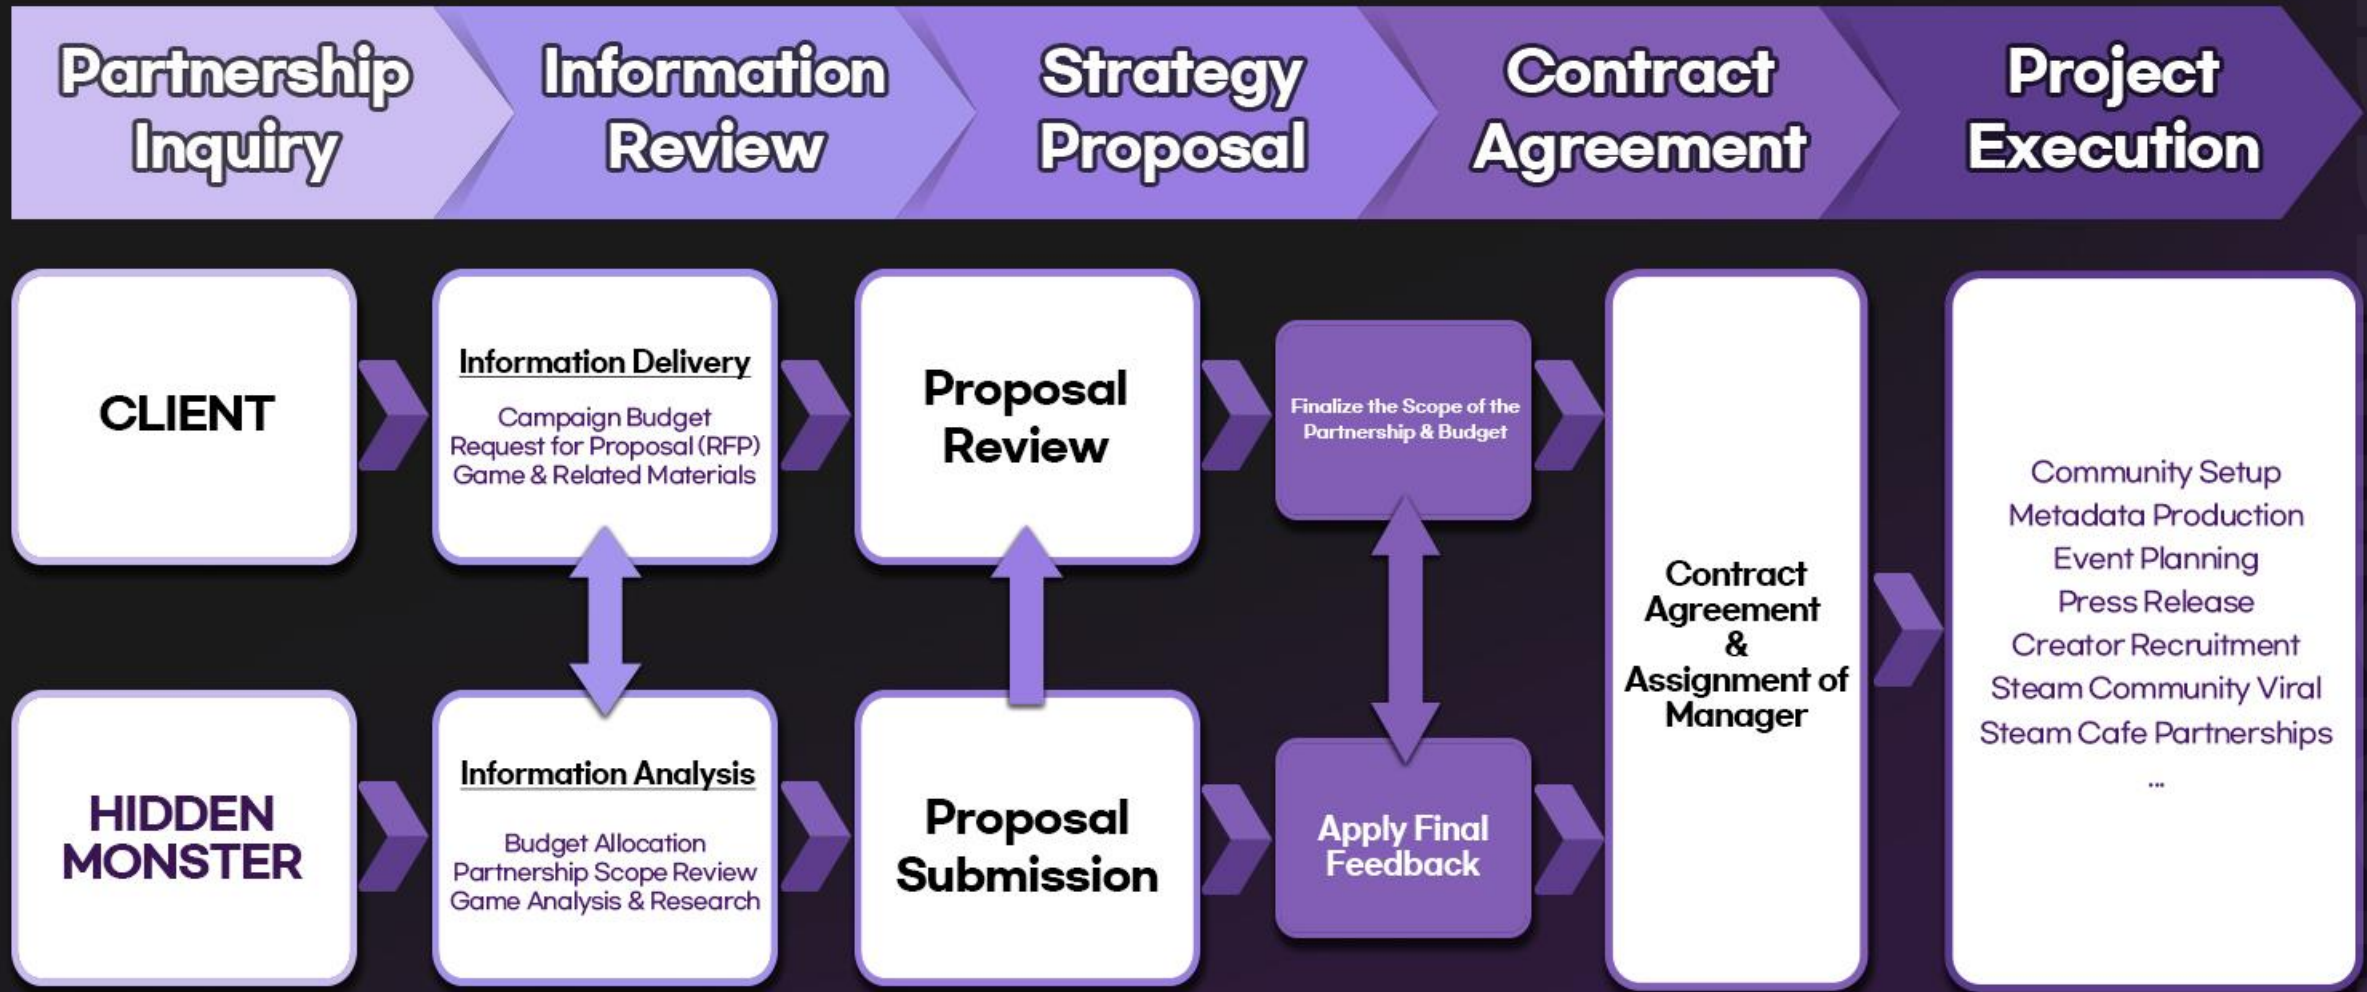 Partnership
Inquiry
Information
Review
Strategy
Proposal
Contract
Agreement
Project
Execution
CLIENT
Information Delivery
Campaign Budget
Request for Proposal (RFP)
Game & Related Materials
Proposal
Review
Finalize the Scope of the
Partnership & Budget
HIDDEN
MONSTER
Information Analysis
Budget Allocation
Partnership Scope Review
Game Analysis & Research
Proposal
Submission
Apply Final
Feedback
Contract
Agreement
&
Assignment of
Manager
Community Setup
Metadata Production
Event Planning
Press Release
Creator Recruitment
Steam Community Viral
Steam Cafe Partnerships
...